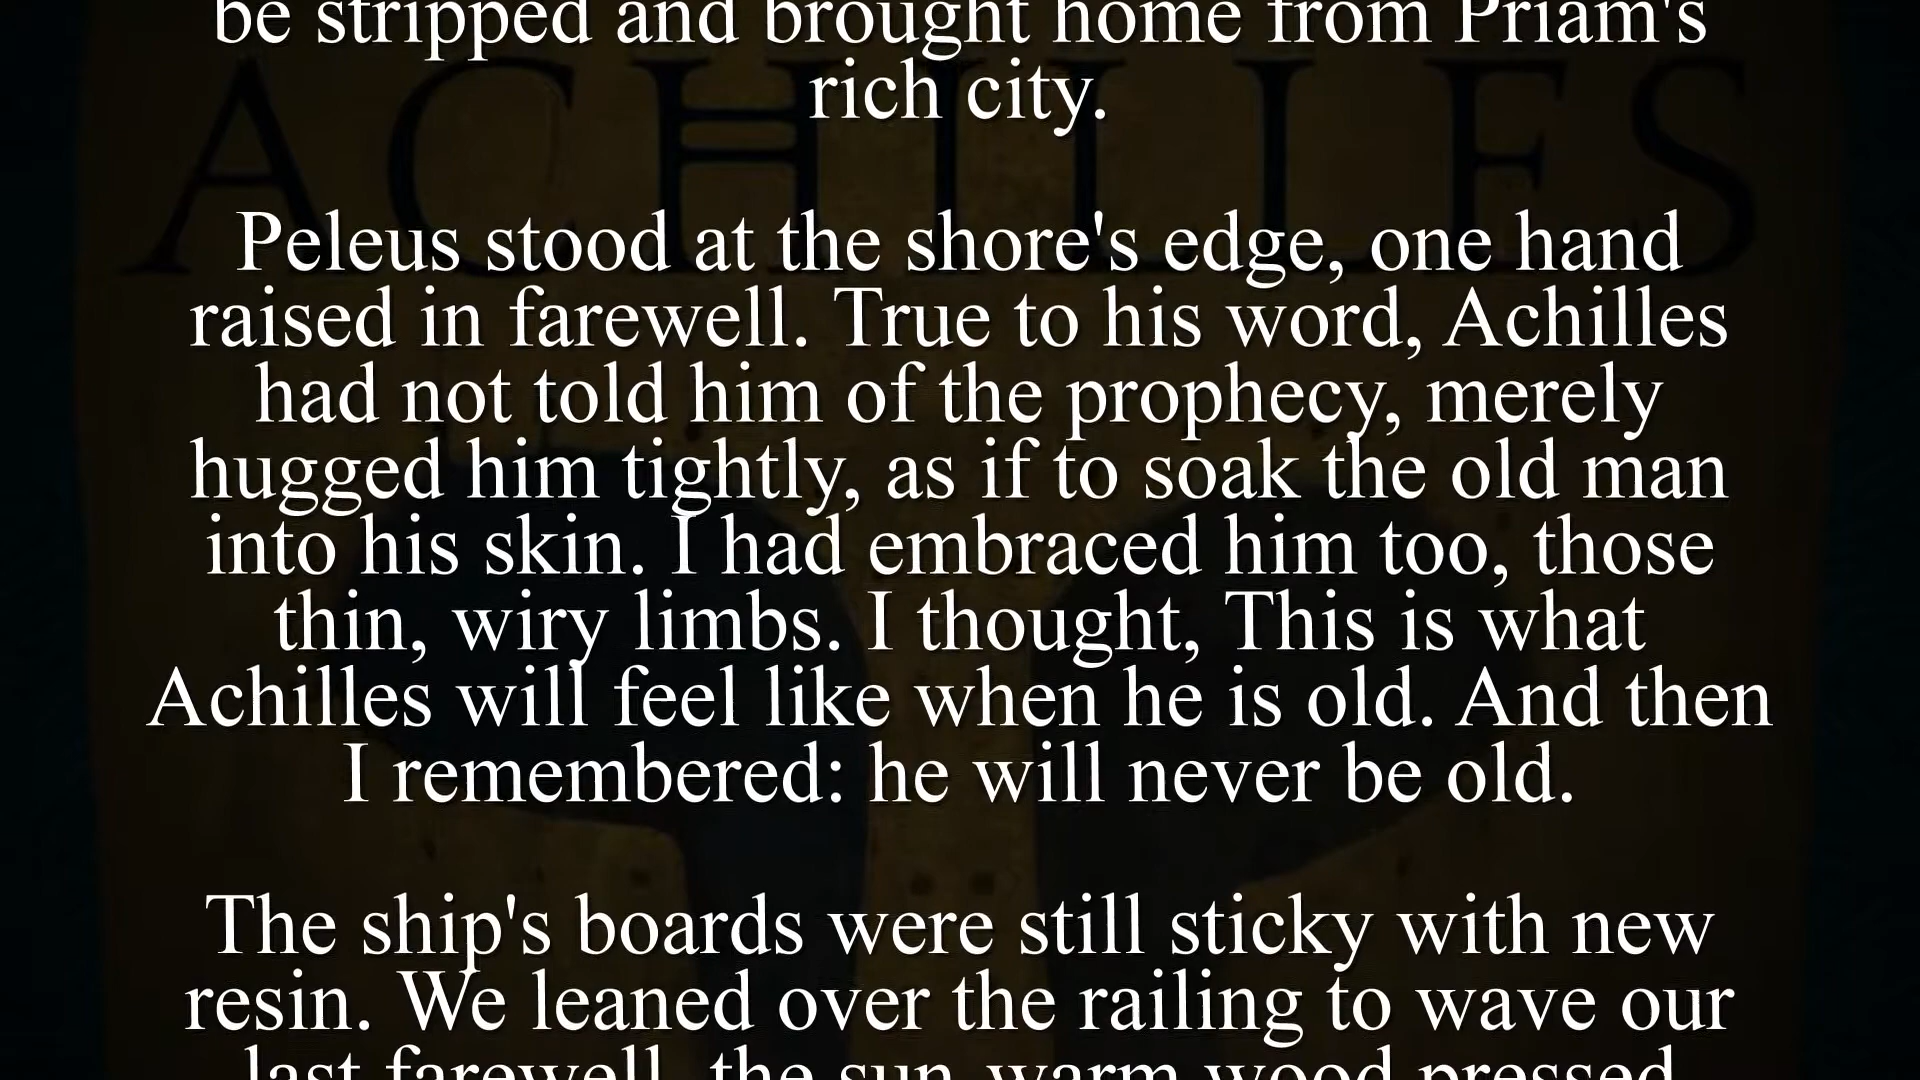 be stripped and brought home from Priam's
rich city.
ACHILLES
Peleus stood at the shore's edge, one hand
raised in farewell. True to his word, Achilles
had not told him of the prophecy, merely
hugged him tightly, as if to soak the old man
into his skin. I had embraced him too, those
thin, wiry limbs. I thought, This is what
Achilles will feel like when he is old. And then
I remembered: he will never be old.
The ship's boards were still sticky with new
resin. We leaned over the railing to wave our
last farewell, the sun-warm wood pressed